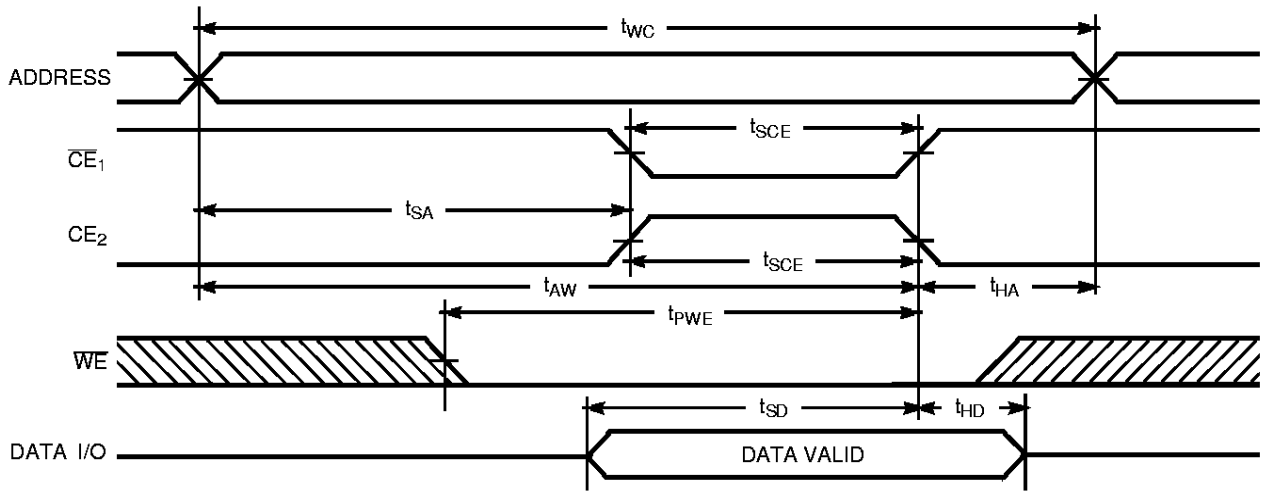 tWC
ADDRESS
tSCE
CE1
tSA
CE2
tSCE
tAW
tHA
tPWE
WE
tSD
tHD
DATA I/O
DATA VALID